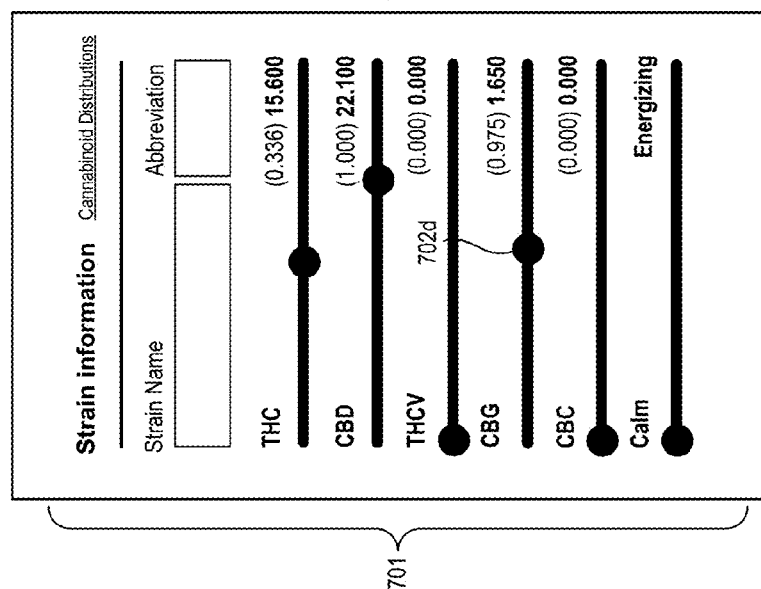 Strain information Cannabinoid Distributions
Strain Name Abbreviation
THC (0.336) 15.600
CBD (1.000) 22.100
THCV (0.000) 0.000
702d
CBG (0.975) 1.650
CBC (0.000) 0.000
Calm Energizing
701